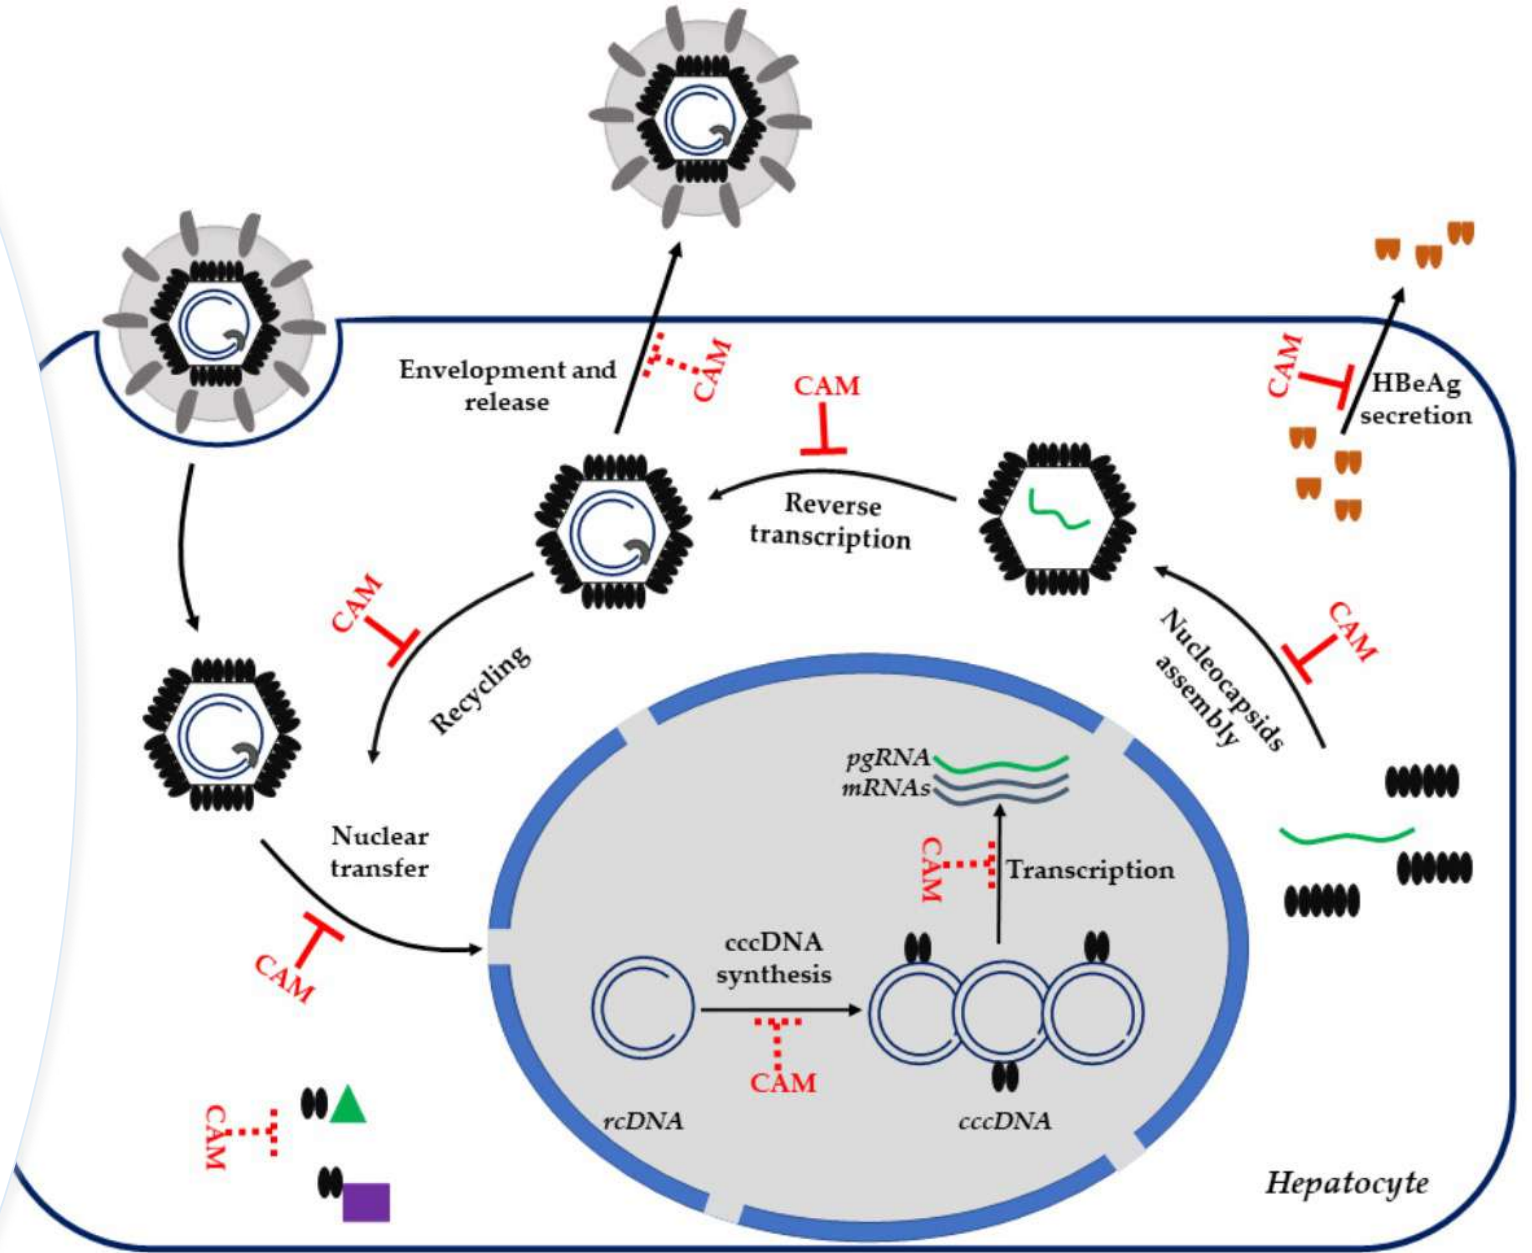 Envelopment and
release
CAM
CAM
CAM
HBeAg
secretion
Reverse
transcription
CAM
Recycling
CAM
Nucleocapsids
assembly
pgRNA
mRNAs
Nuclear
transfer
CAM
Transcription
CAM
cccDNA
synthesis
CAM
rcDNA
cccDNA
CAM
Hepatocyte